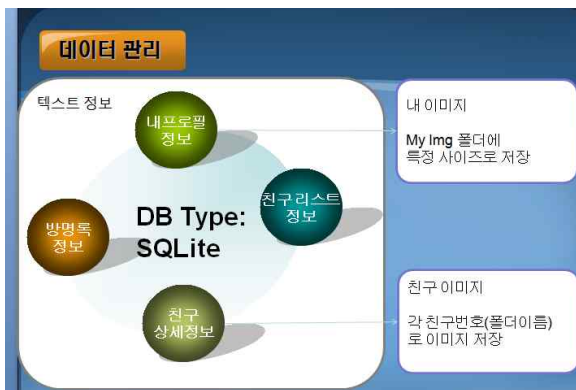 데이터 관리
텍스트 정보
내프로필
정보
친구리스트
정보
방명록
정보
DB Type:
SQLite
친구
상세정보
내 이미지
My Img 폴더에
특정 사이즈로 저장
친구 이미지
각 친구번호(폴더이름)
로 이미지 저장